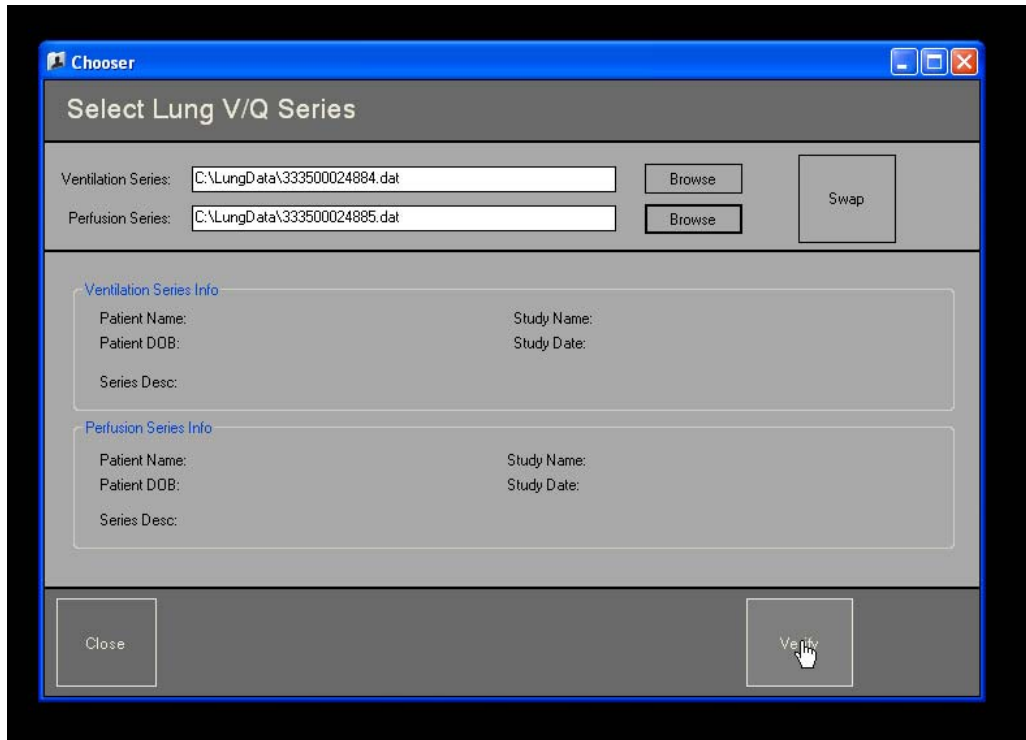 Chooser
Select Lung V/Q Series
Ventilation Series: C:\LungData\333500024884.dat Browse
Swap
Perfusion Series: C:\LungData\333500024885.dat Browse
Ventilation Series Info
Patient Name: Study Name:
Patient DOB: Study Date:
Series Desc:
Perfusion Series Info
Patient Name: Study Name:
Patient DOB: Study Date:
Series Desc:
Close Verify